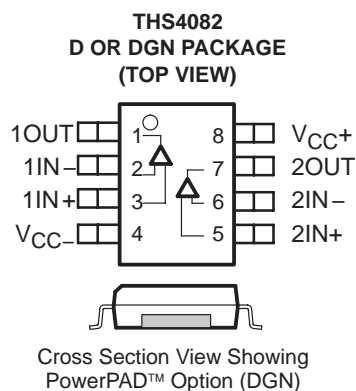 THS4082
D OR DGN PACKAGE
(TOP VIEW)
1OUT 1 8 VCC+
1IN− 2 7 2OUT
1IN+ 3 6 2IN−
VCC− 4 5 2IN+
Cross Section View Showing
PowerPAD™ Option (DGN)